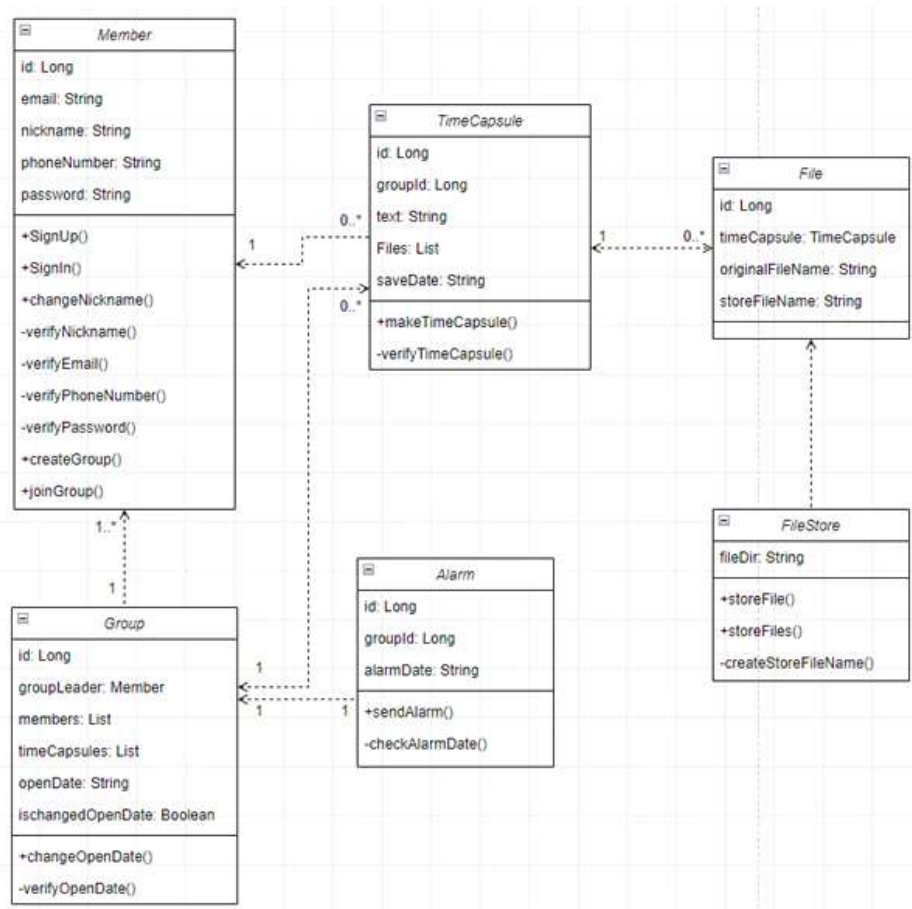 Member
id: Long
email: String
nickname: String
phoneNumber: String
password: String
+SignUp()
+SignIn()
+changeNickname()
-verifyNickname()
-verifyEmail()
-verifyPhoneNumber()
-verifyPassword()
+createGroup()
+joinGroup()
1
0..*
TimeCapsule
id: Long
groupId: Long
text: String
Files: List
saveDate: String
+makeTimeCapsule()
-verifyTimeCapsule()
0..*
1
0..*
File
id: Long
timeCapsule: TimeCapsule
originalFileName: String
storeFileName: String
1..*
1
Group
id: Long
groupLeader: Member
members: List
timeCapsules: List
openDate: String
ischangedOpenDate: Boolean
+changeOpenDate()
-verifyOpenDate()
1
1
1
Alarm
id: Long
groupId: Long
alarmDate: String
+sendAlarm()
-checkAlarmDate()
FileStore
fileDir: String
+storeFile()
+storeFiles()
-createStoreFileName()